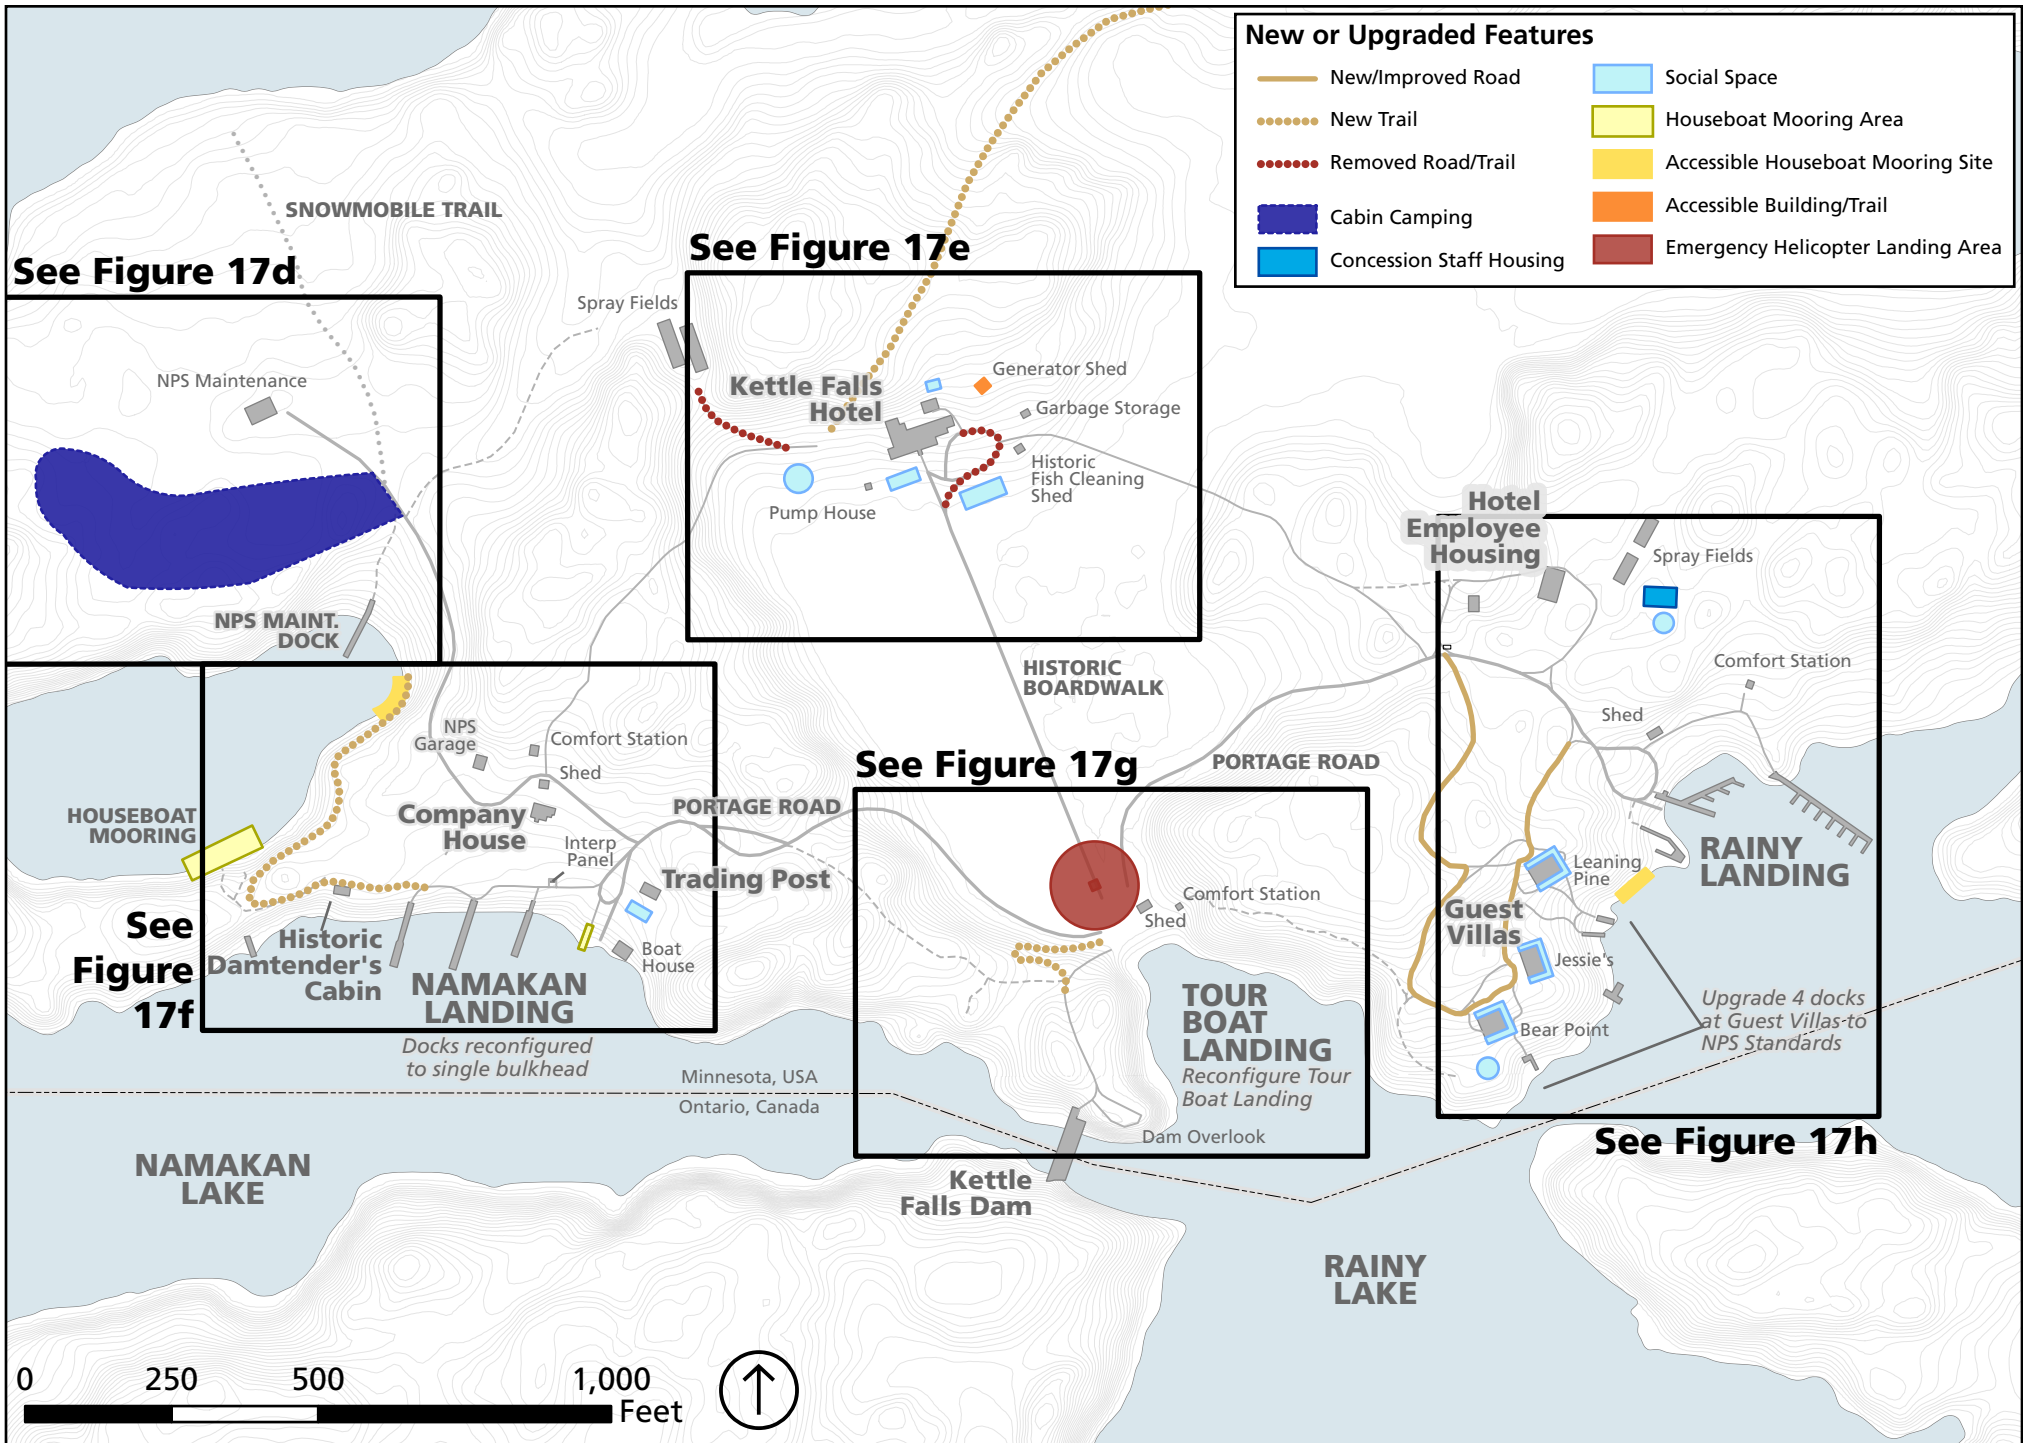 New or Upgraded Features
New/Improved Road
New Trail
Removed Road/Trail
Cabin Camping
Concession Staff Housing
Social Space
Houseboat Mooring Area
Accessible Houseboat Mooring Site
Accessible Building/Trail
Emergency Helicopter Landing Area
SNOWMOBILE TRAIL
See Figure 17d
NPS Maintenance
NPS MAINT.
DOCK
See Figure 17e
Spray Fields
Kettle Falls
Hotel
Generator Shed
Garbage Storage
Historic
Fish Cleaning
Shed
Pump House
HISTORIC
BOARDWALK
Hotel
Employee
Housing
Spray Fields
Comfort Station
Shed
PORTAGE ROAD
RAINY
LANDING
Leaning
Pine
Guest
Villas
Jessie's
Bear Point
Upgrade 4 docks
at Guest Villas to
NPS Standards
See Figure 17h
NPS
Garage
Comfort Station
Shed
Company
House
PORTAGE ROAD
Interp
Panel
Trading Post
Boat
House
HOUSEBOAT
MOORING
See
Figure
17f
Historic
Damtender's
Cabin
NAMAKAN
LANDING
Docks reconfigured
to single bulkhead
See Figure 17g
Comfort Station
Shed
TOUR
BOAT
LANDING
Reconfigure Tour
Boat Landing
Dam Overlook
Kettle
Falls Dam
Minnesota, USA
Ontario, Canada
NAMAKAN
LAKE
RAINY
LAKE
0 250 500 1,000
Feet